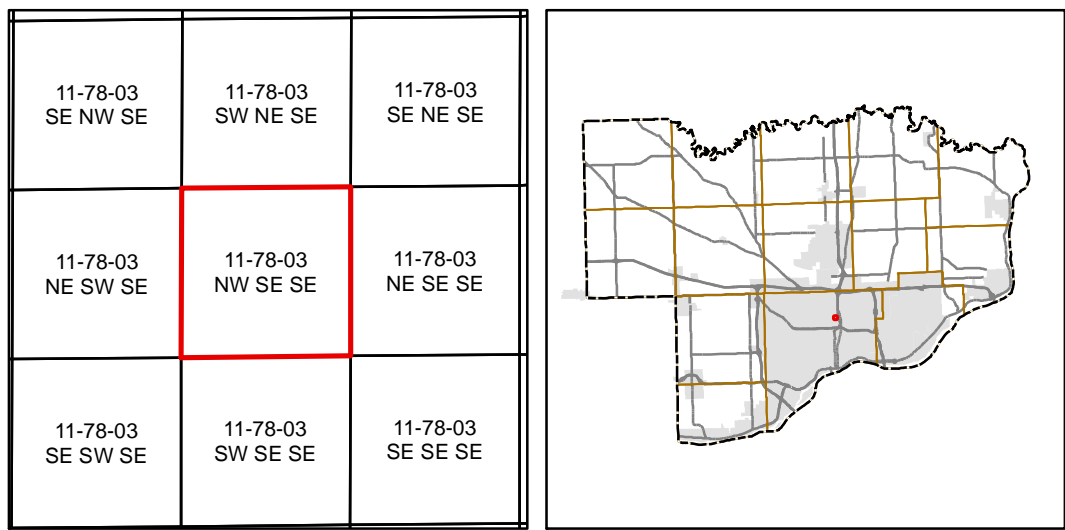 11-78-03
SE NW SE
11-78-03
SW NE SE
11-78-03
SE NE SE
11-78-03
NE SW SE
11-78-03
NW SE SE
11-78-03
NE SE SE
11-78-03
SE SW SE
11-78-03
SW SE SE
11-78-03
SE SE SE